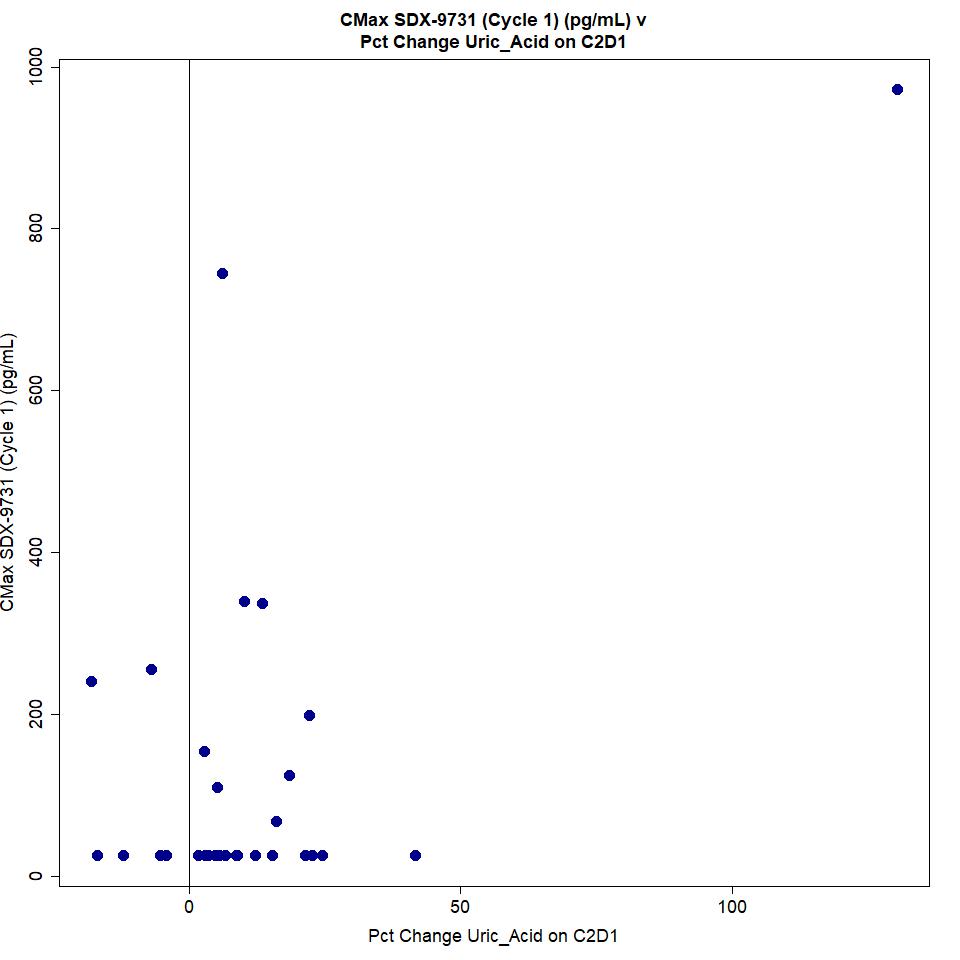 CMax SDX-9731 (Cycle 1) (pg/mL) v
Pct Change Uric_Acid on C2D1
CMax SDX-9731 (Cycle 1) (pg/mL)
1000
800
600
400
200
0
0 50 100
Pct Change Uric_Acid on C2D1